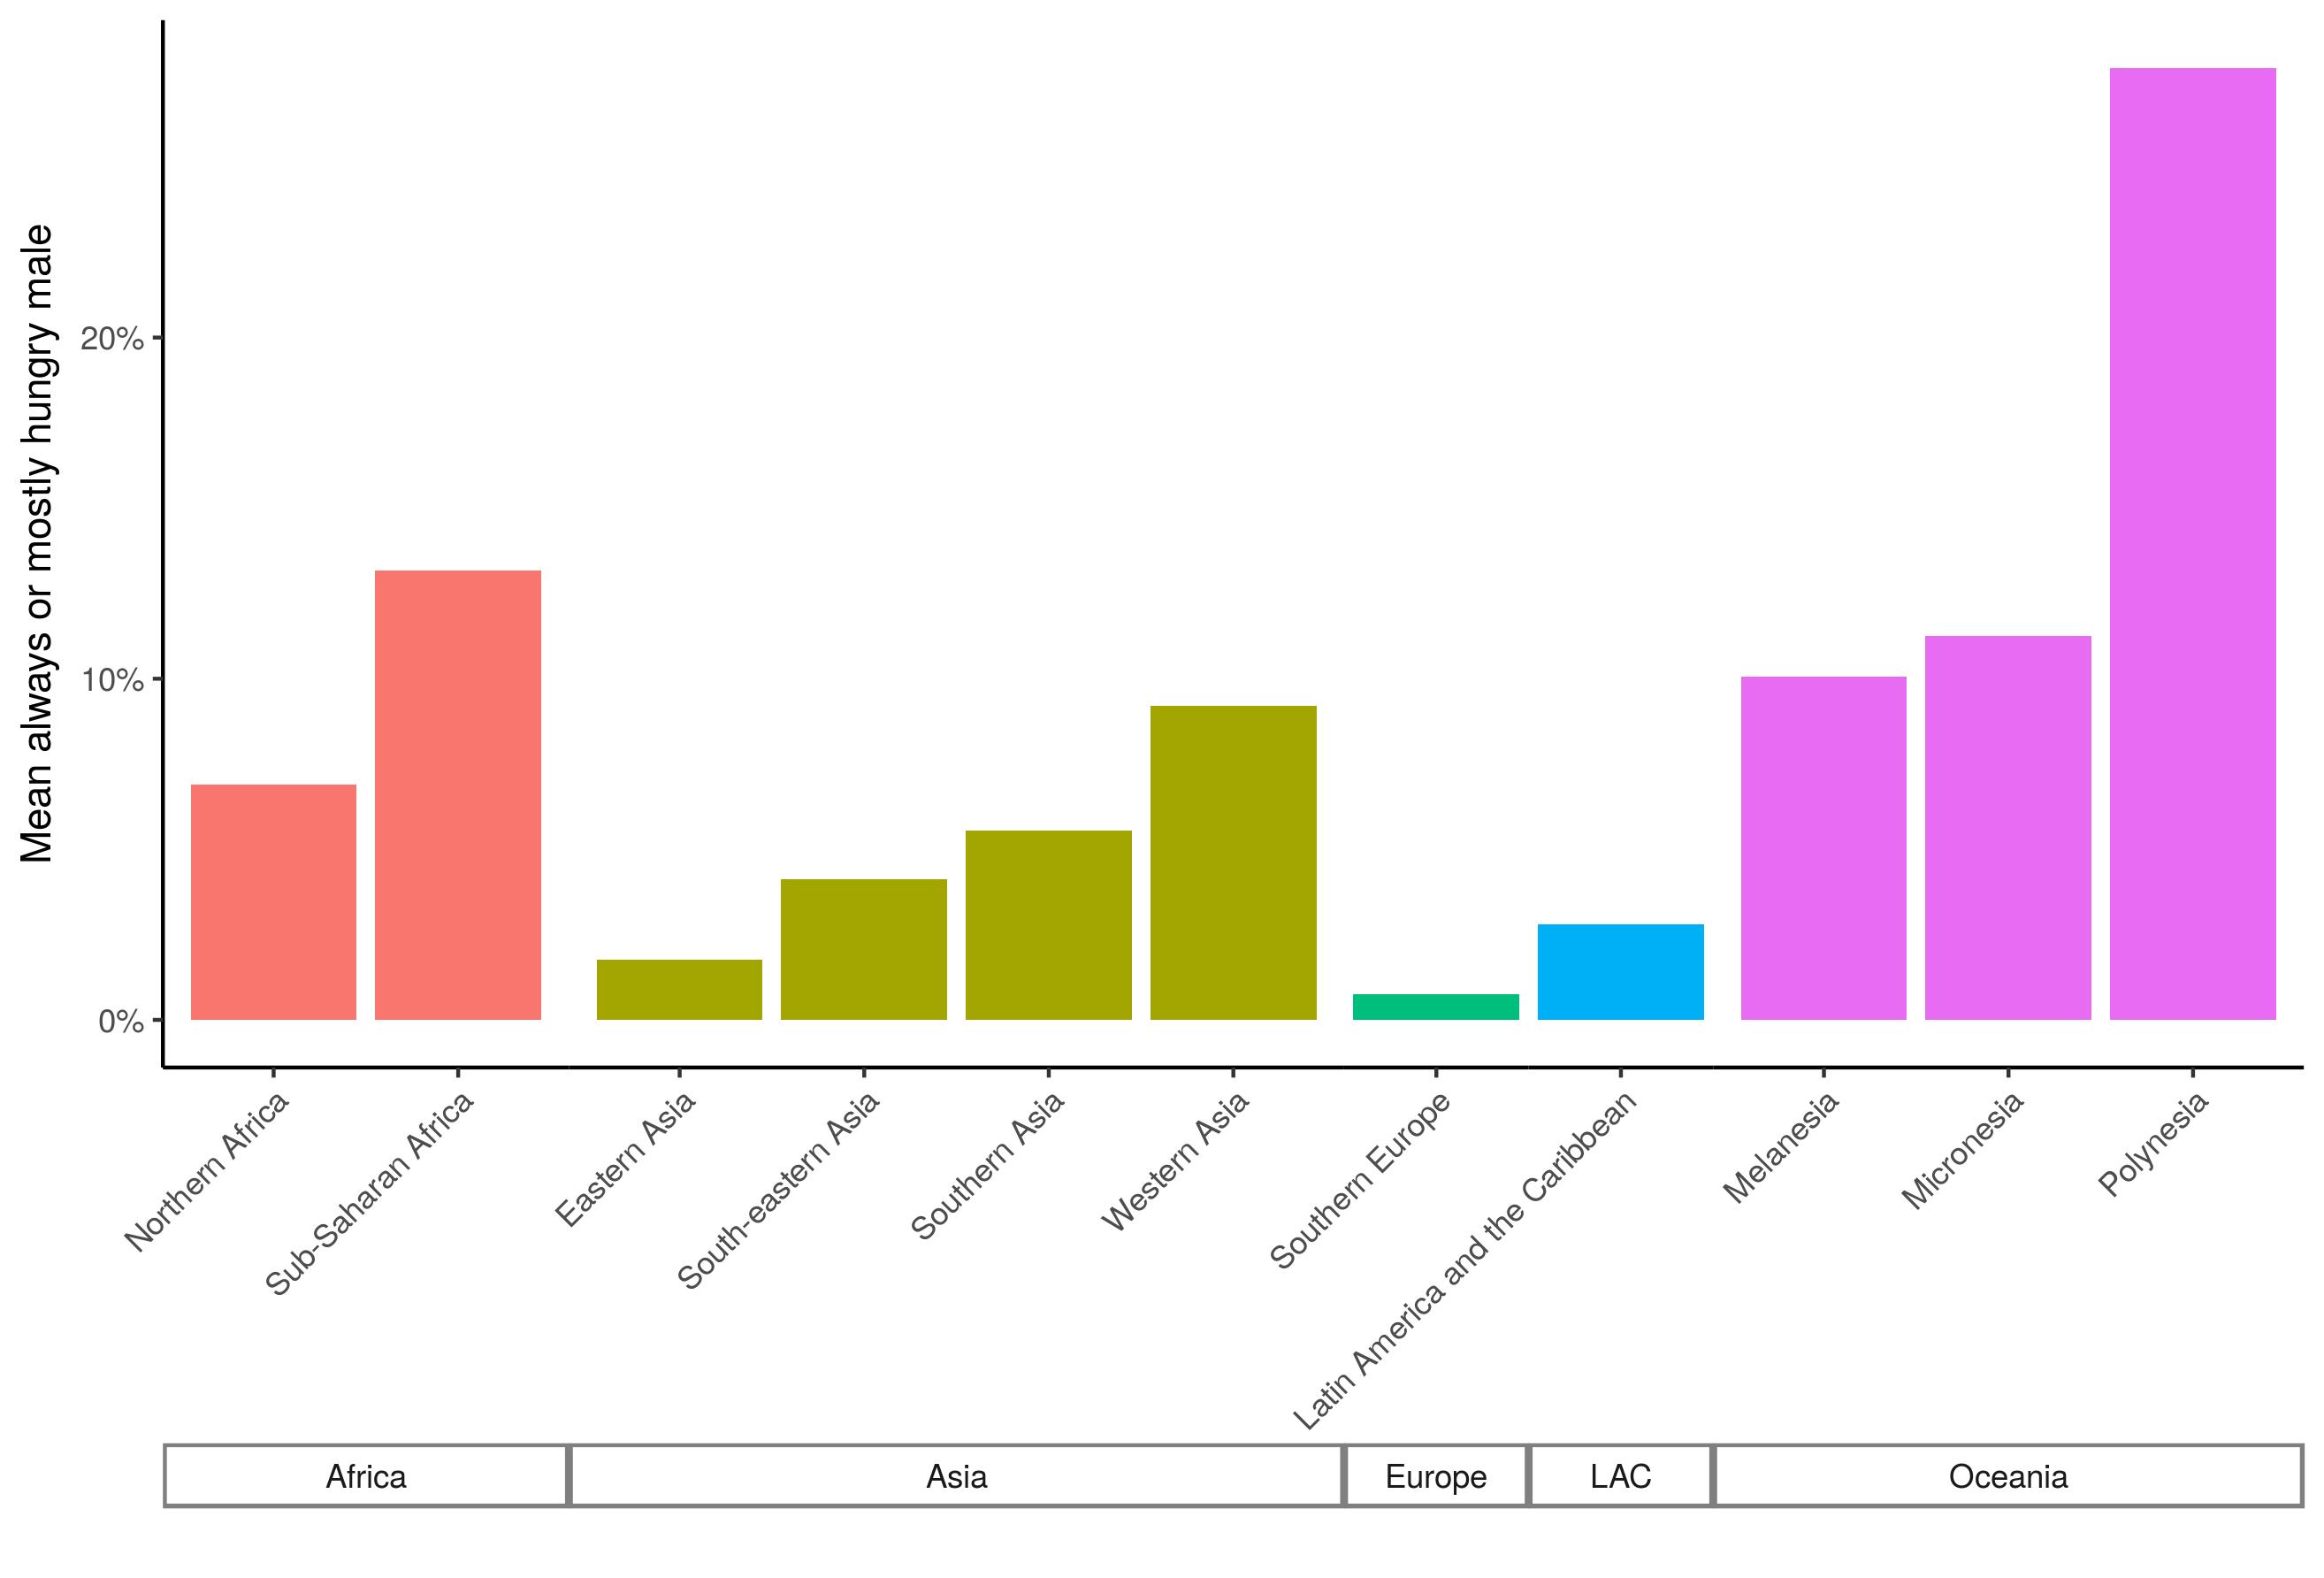 Mean always or mostly hungry male
20%
10%
0%
Northern Africa
Sub-Saharan Africa
Eastern Asia
South-eastern Asia
Southern Asia
Western Asia
Southern Europe
Latin America and the Caribbean
Melanesia
Micronesia
Polynesia
Africa
Asia
Europe
LAC
Oceania